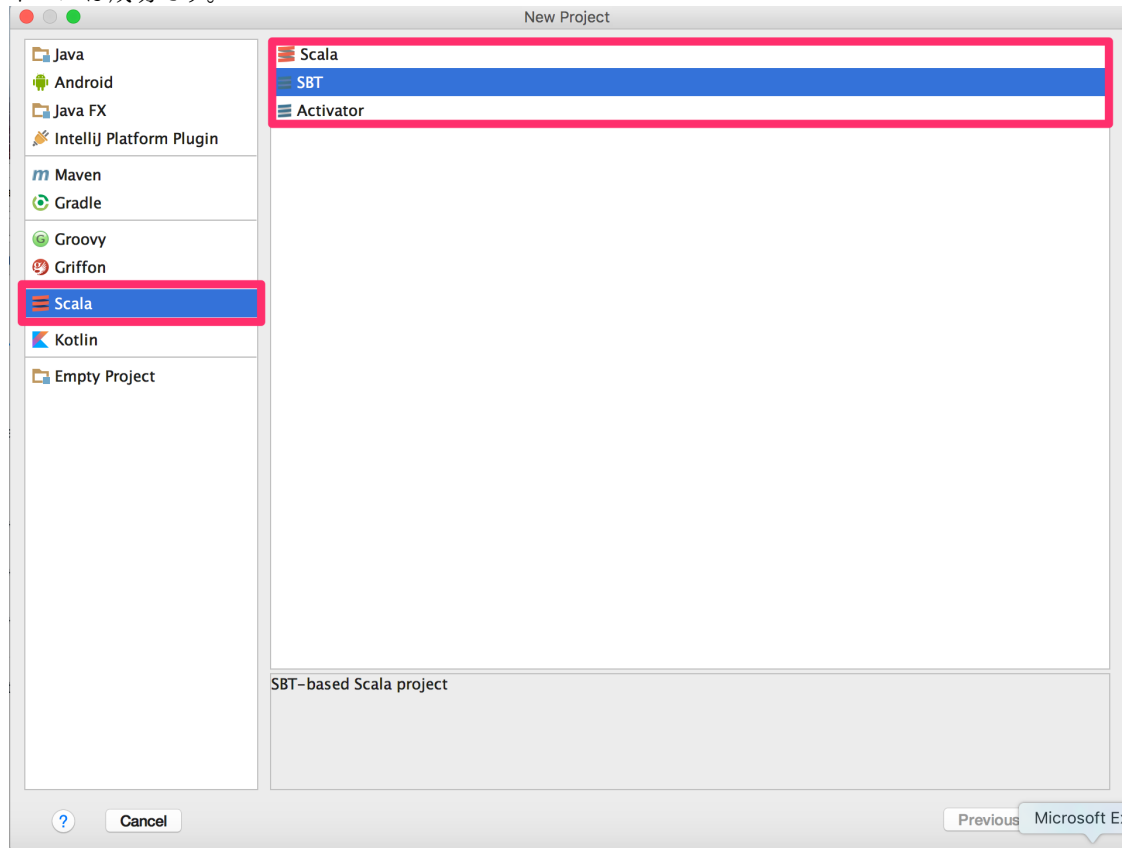 New Project
Java
Android
Java FX
IntelliJ Platform Plugin
Maven
Gradle
Groovy
Griffon
Scala
Kotlin
Empty Project
Scala
SBT
Activator
SBT-based Scala project
?
Cancel
Previous
Microsoft